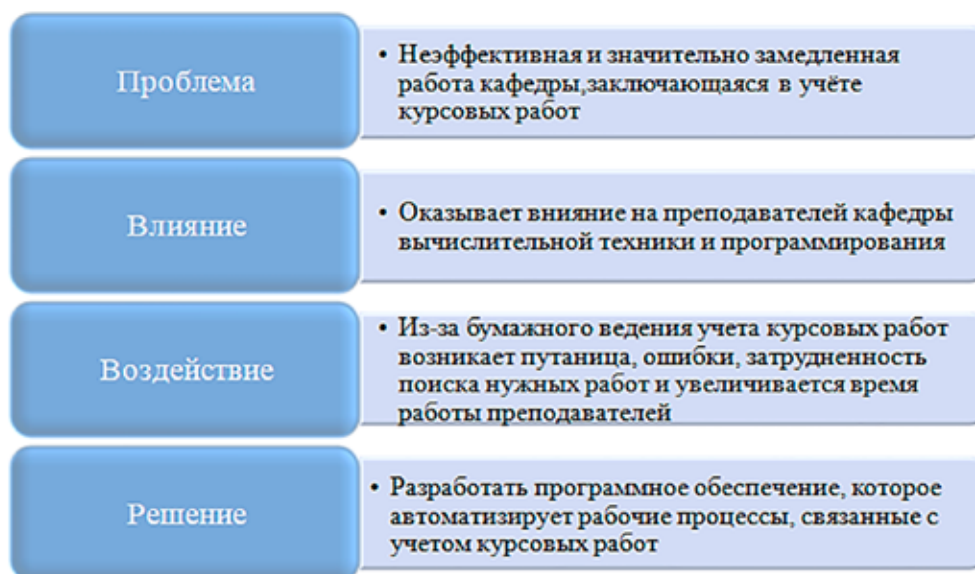 Проблема
• Неэффективная и значительно замедленная
работа кафедры,заключающаяся в учёте
курсовых работ
Влияние
• Оказывает внияние на преподавателей кафедры
вычислительной техники и программирования
Воздействие
• Из-за бумажного ведения учета курсовых работ
возникает путаница, ошибки, затрудненность
поиска нужных работ и увеличивается время
работы преподавателей
Решение
• Разработать программное обеспечение, которое
автоматизирует рабочие процессы, связанные с
учетом курсовых работ